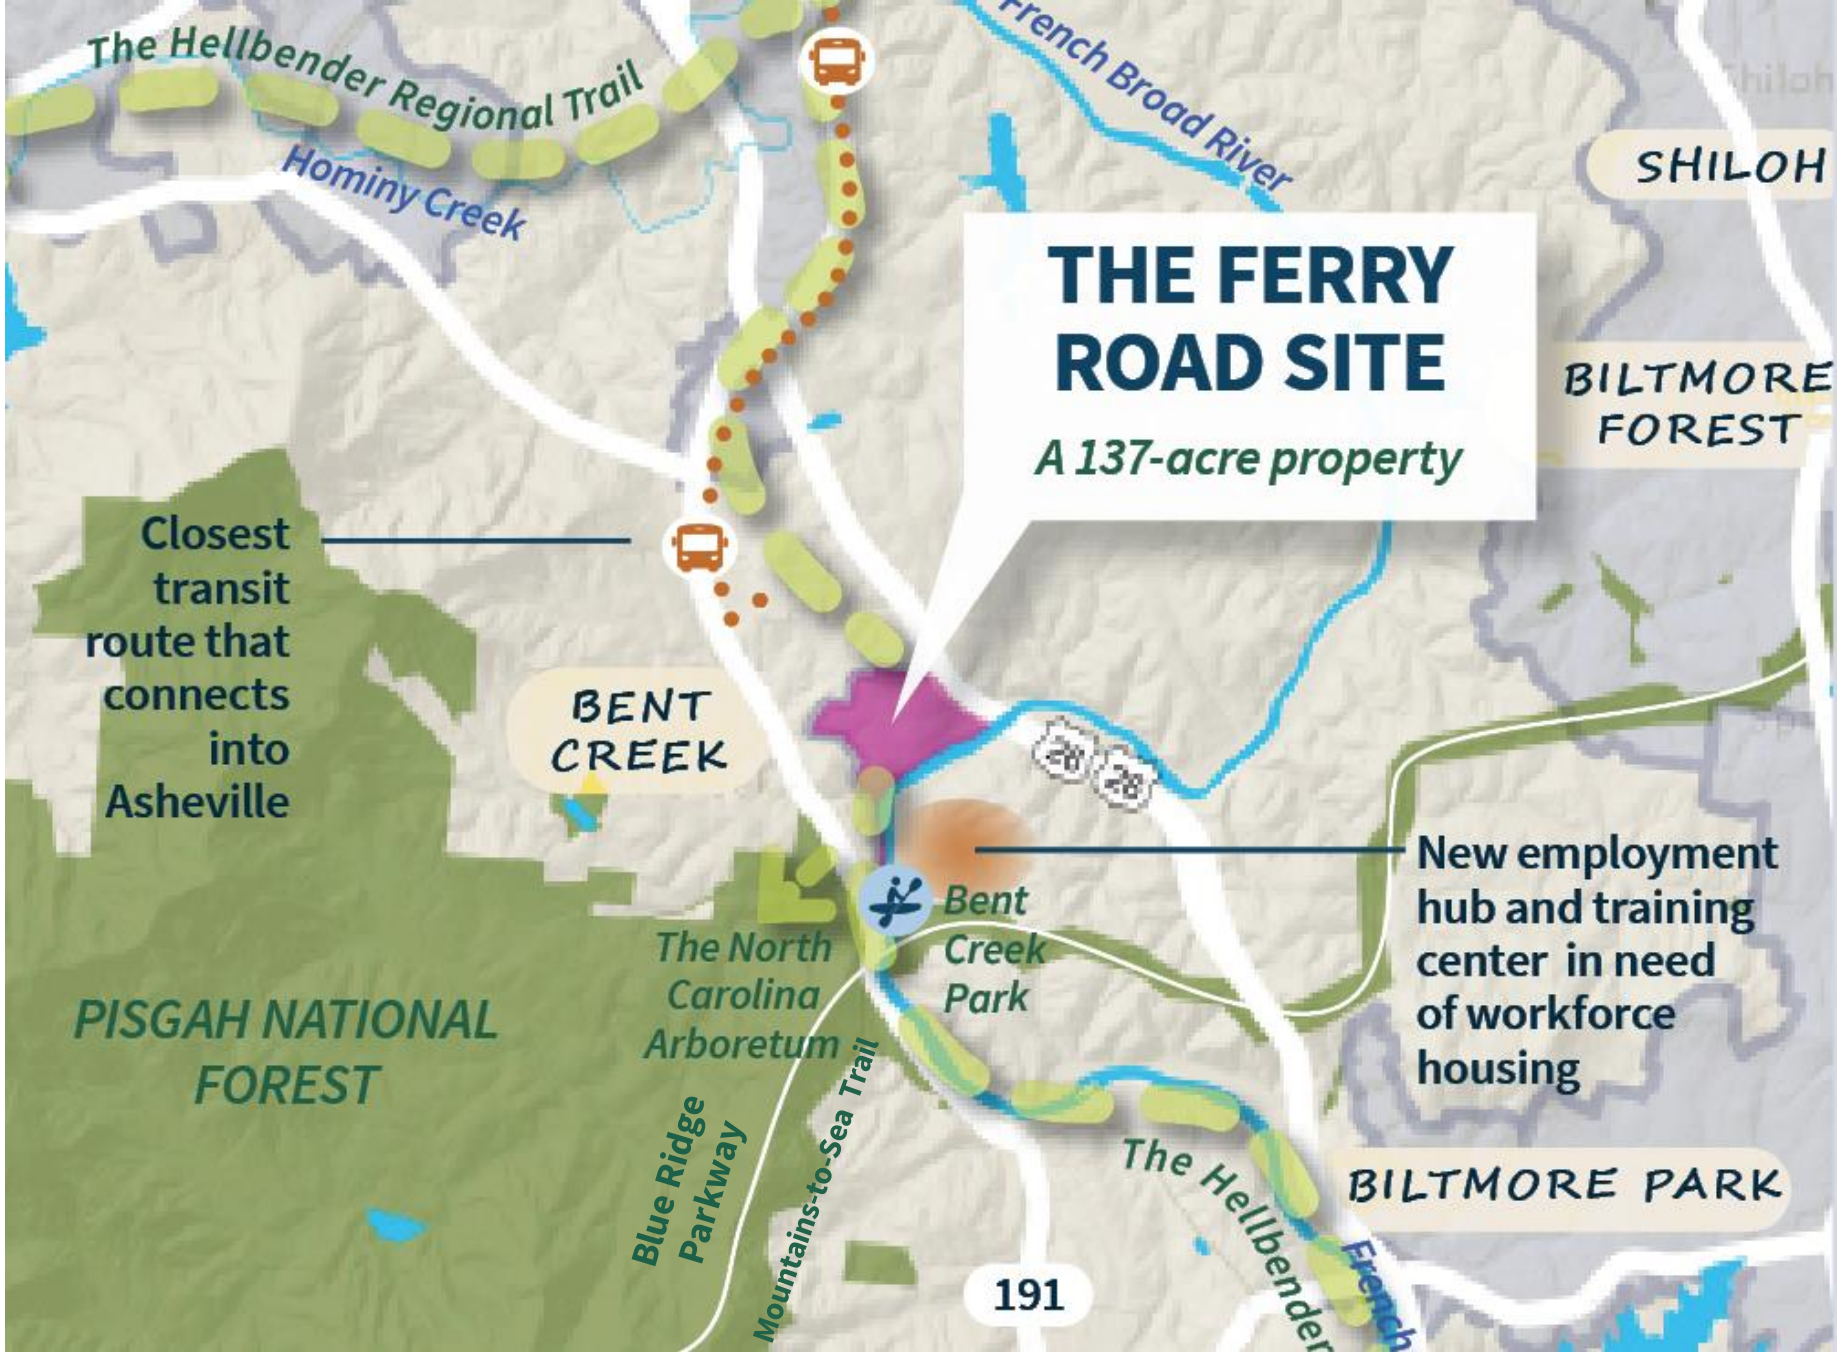 The Hellbender Regional Trail
Hominy Creek
French Broad River
Shiloh
SHILOH
THE FERRY
ROAD SITE
A 137-acre property
BILTMORE
FOREST
Closest
transit
route that
connects
into
Asheville
BENT
CREEK
26
26
New employment
hub and training
center in need
of workforce
housing
Bent
Creek
Park
The North
Carolina
Arboretum
PISGAH NATIONAL
FOREST
Blue Ridge
Parkway
Mountains-to-Sea Trail
The Hellbender
BILTMORE PARK
French
191